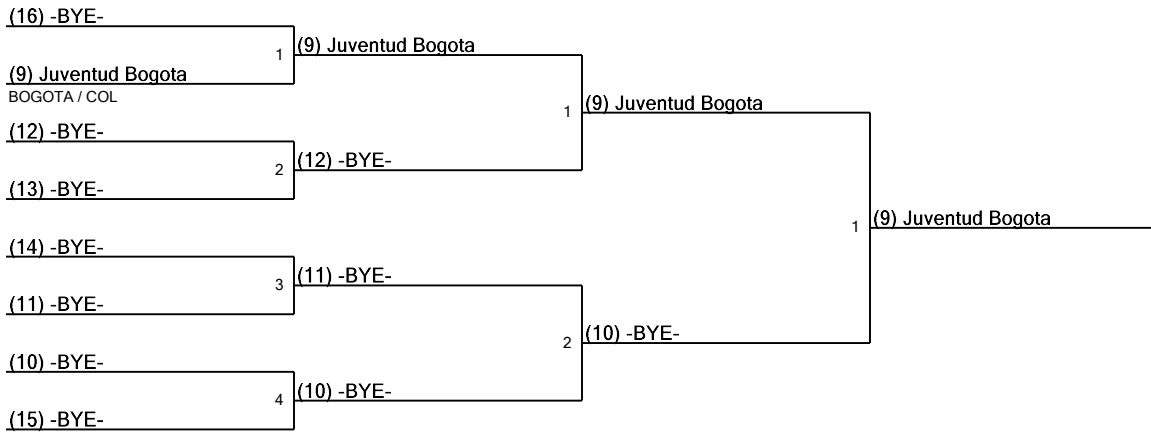 (16) -BYE-
1
(9) Juventud Bogota
(9) Juventud Bogota
BOGOTA / COL
1
(9) Juventud Bogota
(12) -BYE-
2
(12) -BYE-
(13) -BYE-
1
(9) Juventud Bogota
(14) -BYE-
3
(11) -BYE-
(11) -BYE-
2
(10) -BYE-
(10) -BYE-
4
(10) -BYE-
(15) -BYE-